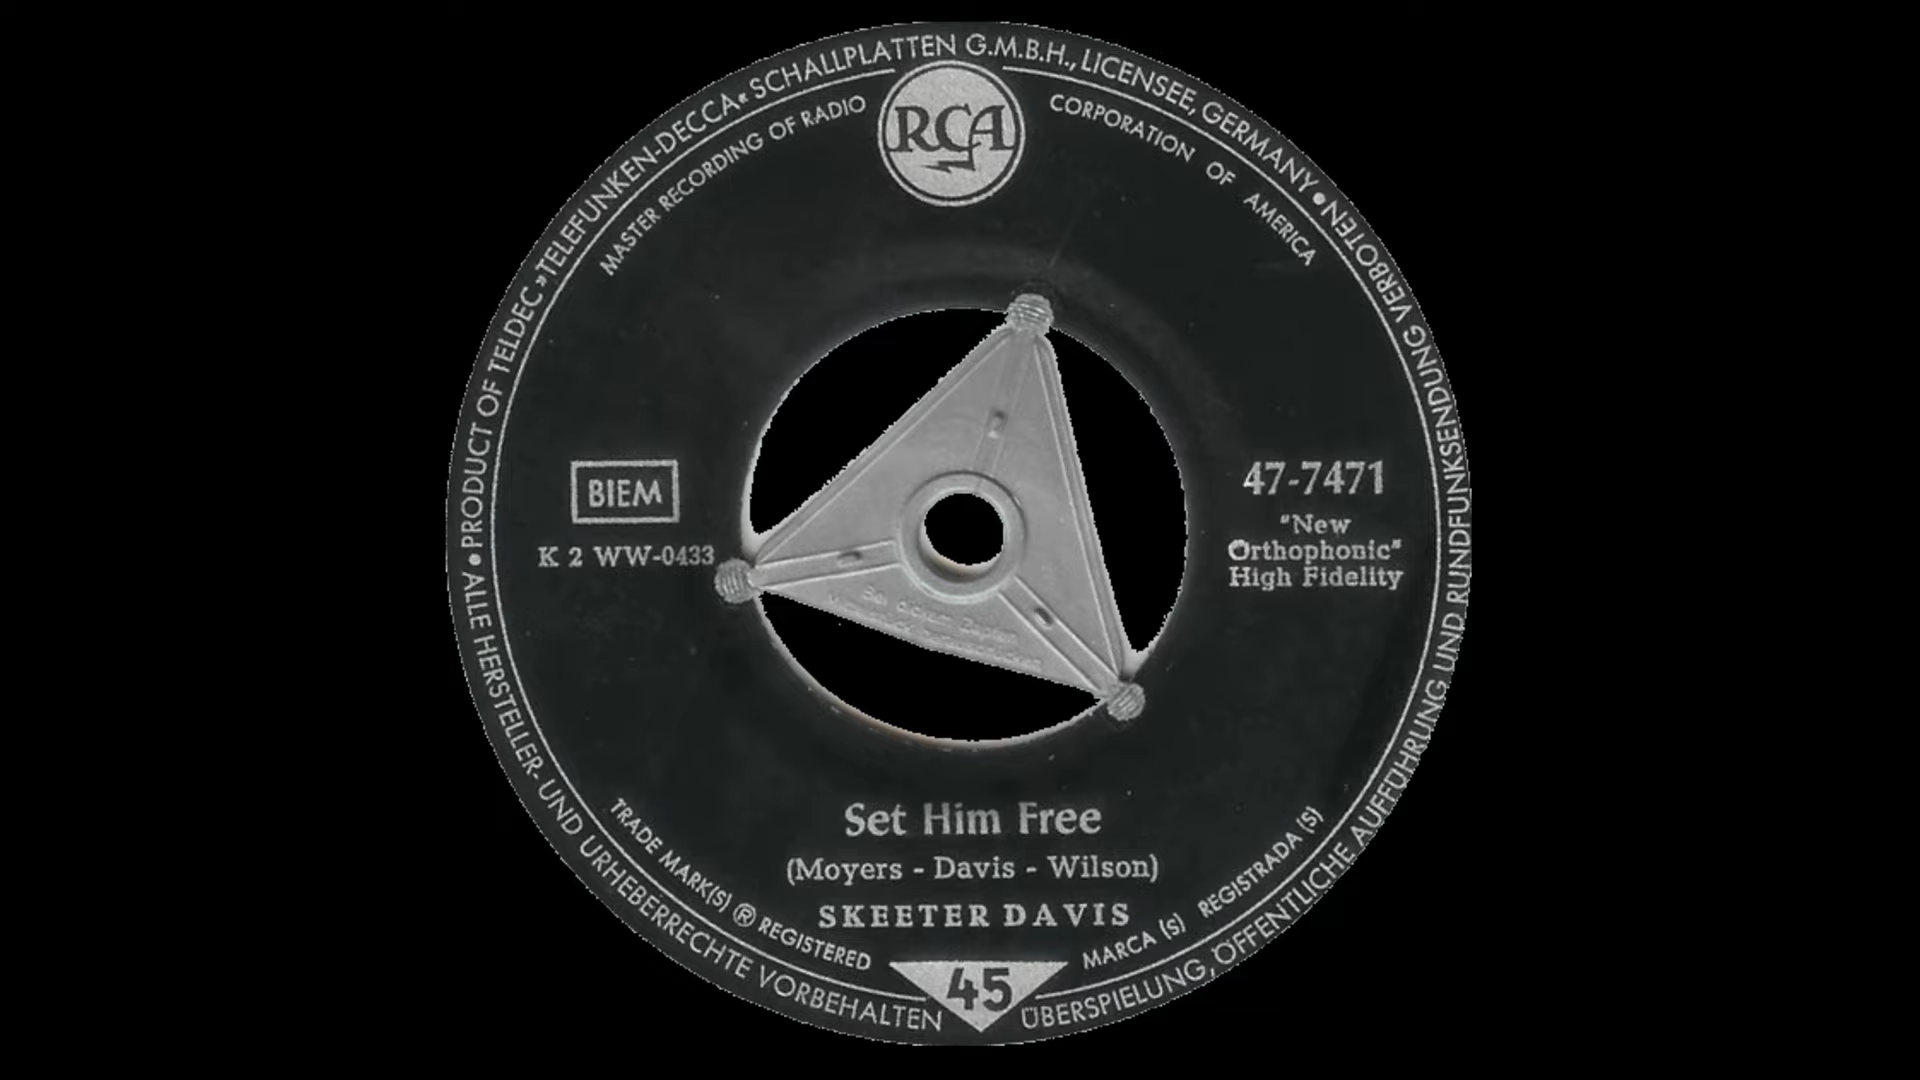 • PRODUCT OF TELDEC »TELEFUNKEN-DECCA« SCHALLPLATTEN G.M.B.H., LICENSEE, GERMANY •
NEN VERBOTEN
MASTER RECORDING OF RADIO
CORPORATION OF AMERICA
RCA
BIEM
K 2 WW-0433
47-7471
"New
Orthophonic"
High Fidelity
Set Him Free
(Moyers - Davis - Wilson)
SKEETER DAVIS
TRADE MARK(S) ® REGISTERED
MARCA (S) REGISTRADA (S)
45
ALLE HERSTELLER- UND URHEBERRECHTE VORBEHALTEN
ÜBERSPIELUNG, ÖFFENTLICHE AUFFÜHRUNG UND RUNDFUNKSENDUNG VERBOTEN